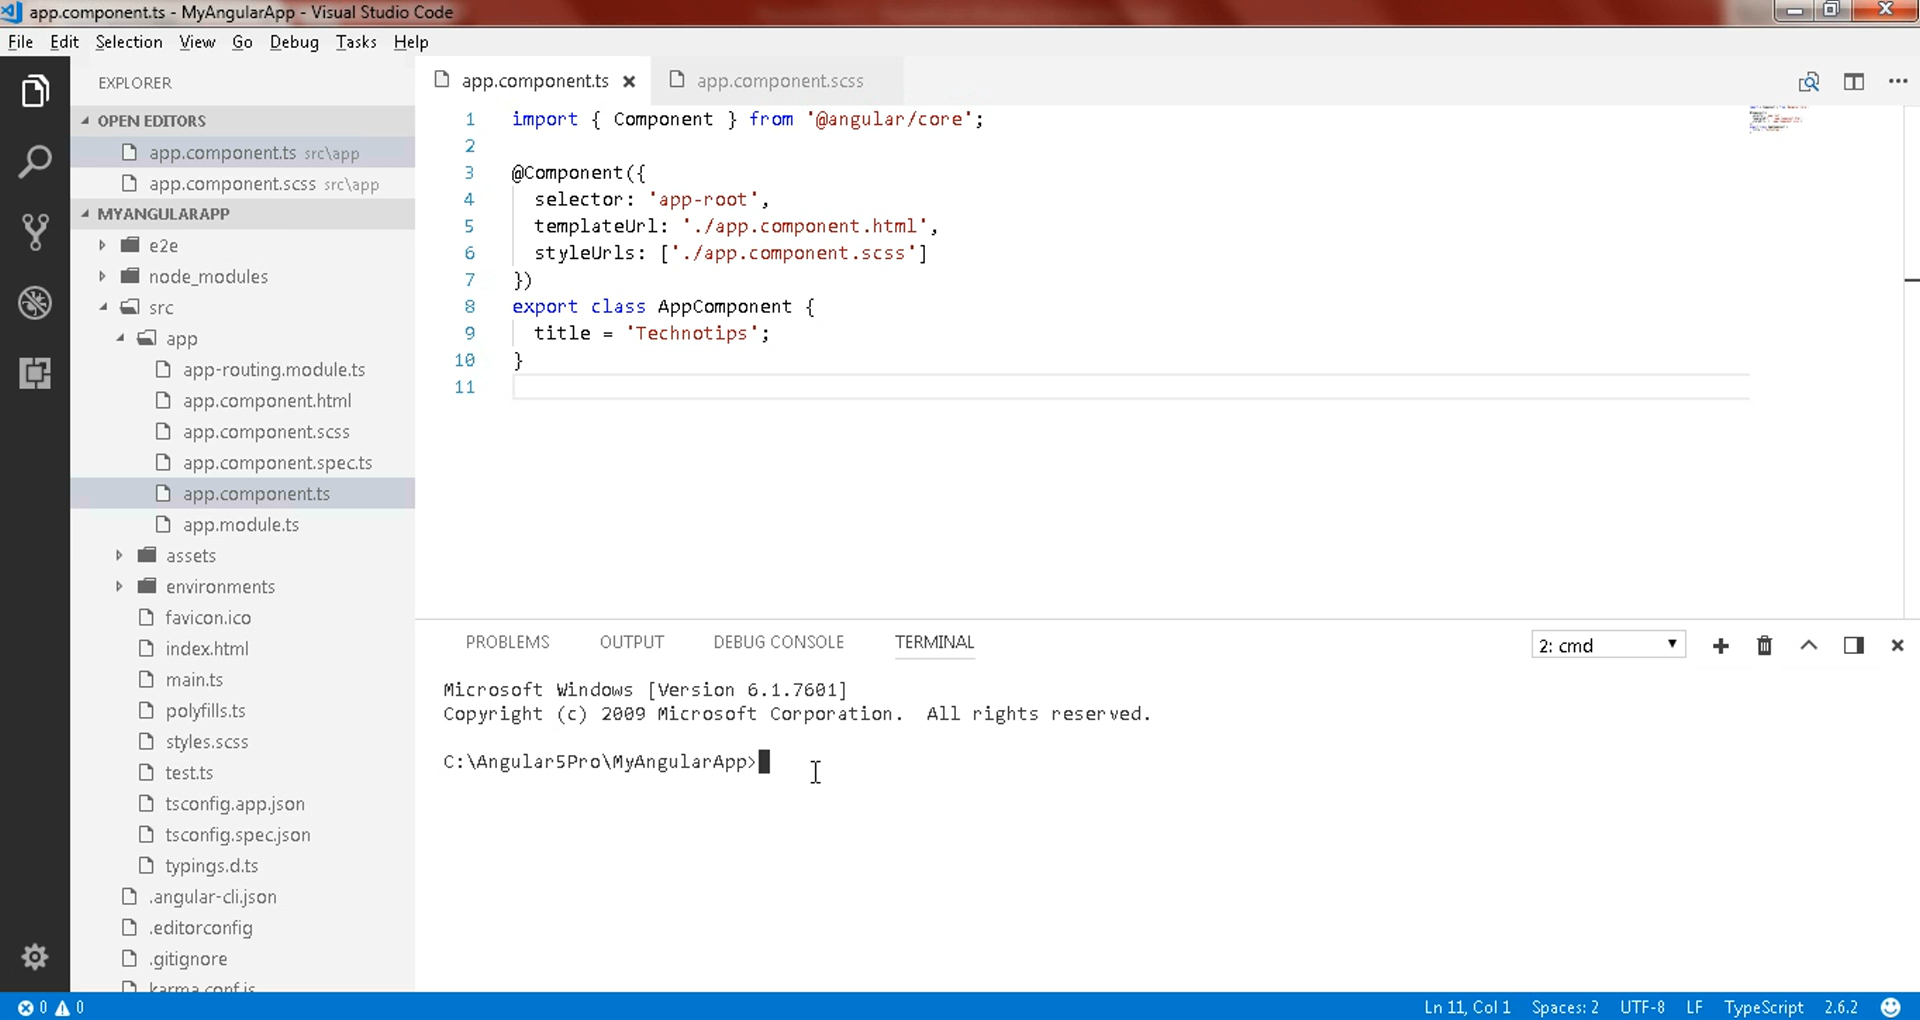 app.component.ts - MyAngularApp - Visual Studio Code
File Edit Selection View Go Debug Tasks Help
EXPLORER
OPEN EDITORS
app.component.ts src\app
app.component.scss src\app
MYANGULARAPP
e2e
node_modules
src
app
app-routing.module.ts
app.component.html
app.component.scss
app.component.spec.ts
app.component.ts
app.module.ts
assets
environments
favicon.ico
index.html
main.ts
polyfills.ts
styles.scss
test.ts
tsconfig.app.json
tsconfig.spec.json
typings.d.ts
.angular-cli.json
.editorconfig
.gitignore
karma.conf.js
app.component.ts app.component.scss
1 import { Component } from '@angular/core';
2
3 @Component({
4 selector: 'app-root',
5 templateUrl: './app.component.html',
6 styleUrls: ['./app.component.scss']
7 })
8 export class AppComponent {
9 title = 'Technotips';
10 }
11
PROBLEMS OUTPUT DEBUG CONSOLE TERMINAL 2: cmd
Microsoft Windows [Version 6.1.7601]
Copyright (c) 2009 Microsoft Corporation. All rights reserved.
C:\Angular5Pro\MyAngularApp>
0 0 Ln 11, Col 1 Spaces: 2 UTF-8 LF TypeScript 2.6.2